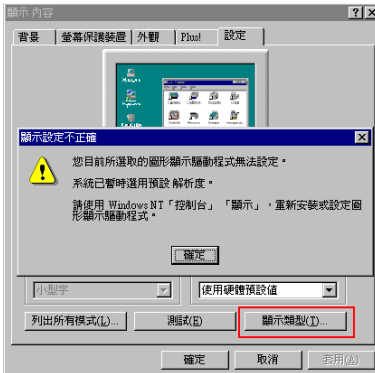 顯示 內容
背景
螢幕保護裝置
外觀
Plus!
設定
顯示設定不正確
您目前所選取的圖形顯示驅動程式無法設定。
系統已暫時選用預設 解析度。
請使用 Windows NT「控制台」「顯示」，重新安裝或設定圖
形顯示驅動程式。
確定
小型字
使用硬體預設值
列出所有模式(L)...
測試(E)
顯示類型(T)...
確定
取消
套用(A)